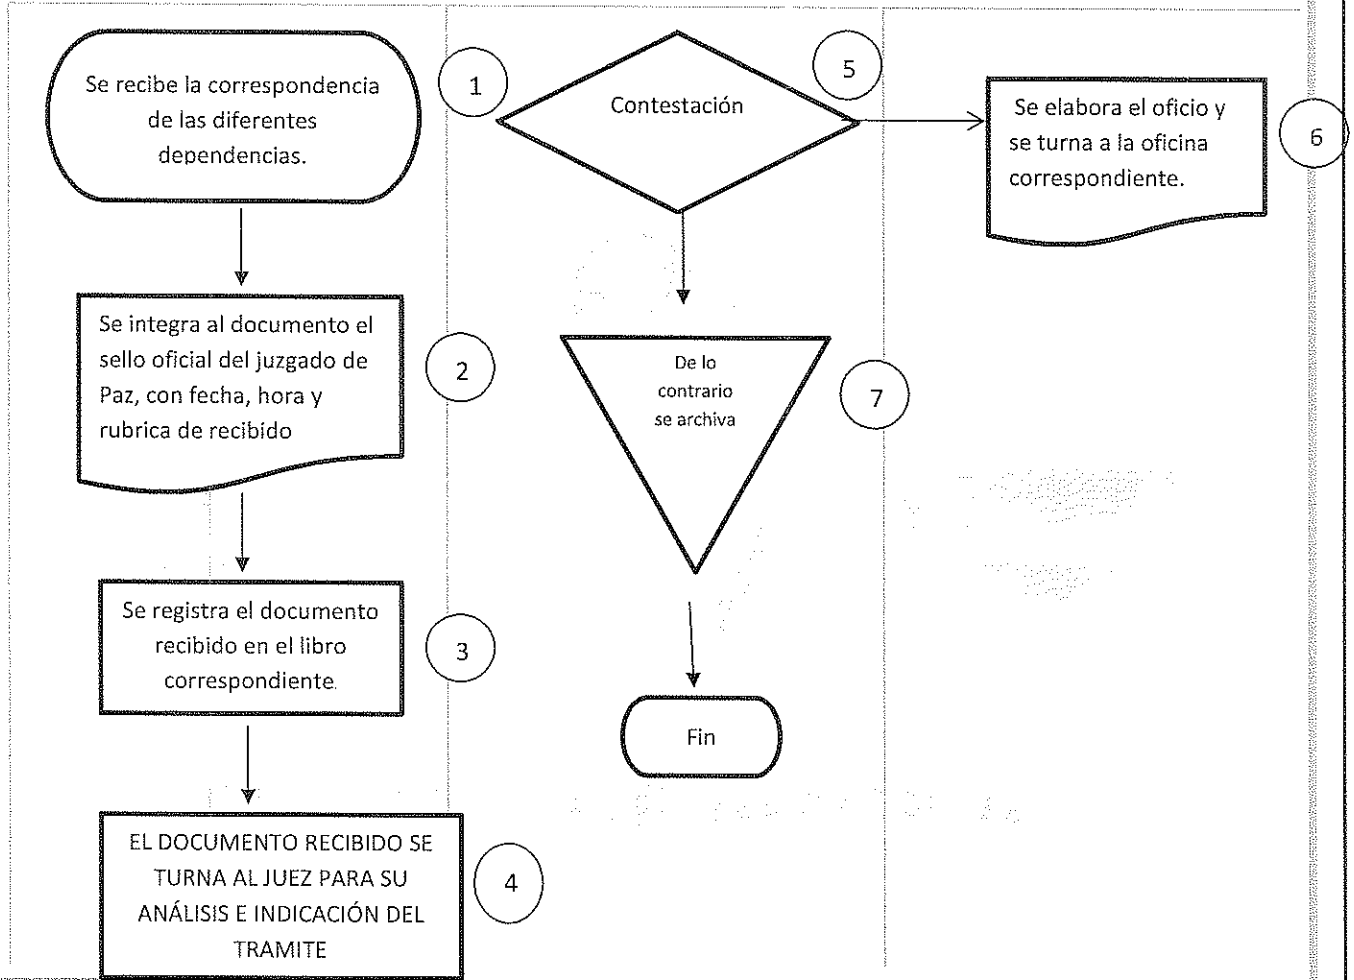 Se recibe la correspondencia
de las diferentes
dependencias.
1
Se integra al documento el
sello oficial del juzgado de
Paz, con fecha, hora y
rubrica de recibido
2
Se registra el documento
recibido en el libro
correspondiente.
3
EL DOCUMENTO RECIBIDO SE
TURNA AL JUEZ PARA SU
ANÁLISIS E INDICACIÓN DEL
TRAMITE
4
Contestación
5
Se elabora el oficio y
se turna a la oficina
correspondiente.
6
De lo
contrario
se archiva
7
Fin